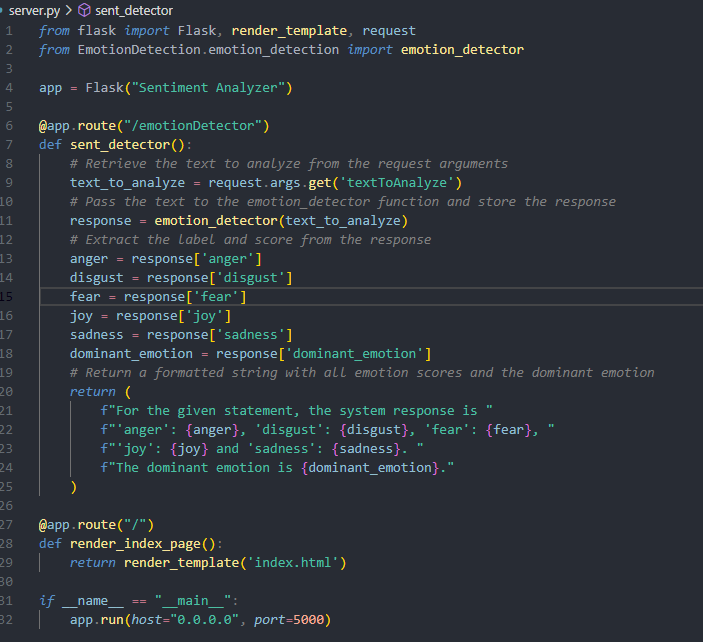 server.py > sent_detector
1 from flask import Flask, render_template, request
2 from EmotionDetection.emotion_detection import emotion_detector
3
4 app = Flask("Sentiment Analyzer")
5
6 @app.route("/emotionDetector")
7 def sent_detector():
8     # Retrieve the text to analyze from the request arguments
9     text_to_analyze = request.args.get('textToAnalyze')
10     # Pass the text to the emotion_detector function and store the response
11     response = emotion_detector(text_to_analyze)
12     # Extract the label and score from the response
13     anger = response['anger']
14     disgust = response['disgust']
15     fear = response['fear']
16     joy = response['joy']
17     sadness = response['sadness']
18     dominant_emotion = response['dominant_emotion']
19     # Return a formatted string with all emotion scores and the dominant emotion
20     return (
21         f"For the given statement, the system response is "
22         f"'anger': {anger}, 'disgust': {disgust}, 'fear': {fear}, "
23         f"'joy': {joy} and 'sadness': {sadness}. "
24         f"The dominant emotion is {dominant_emotion}."
25     )
26
27 @app.route("/")
28 def render_index_page():
29     return render_template('index.html')
30
31 if __name__ == "__main__":
32     app.run(host="0.0.0.0", port=5000)